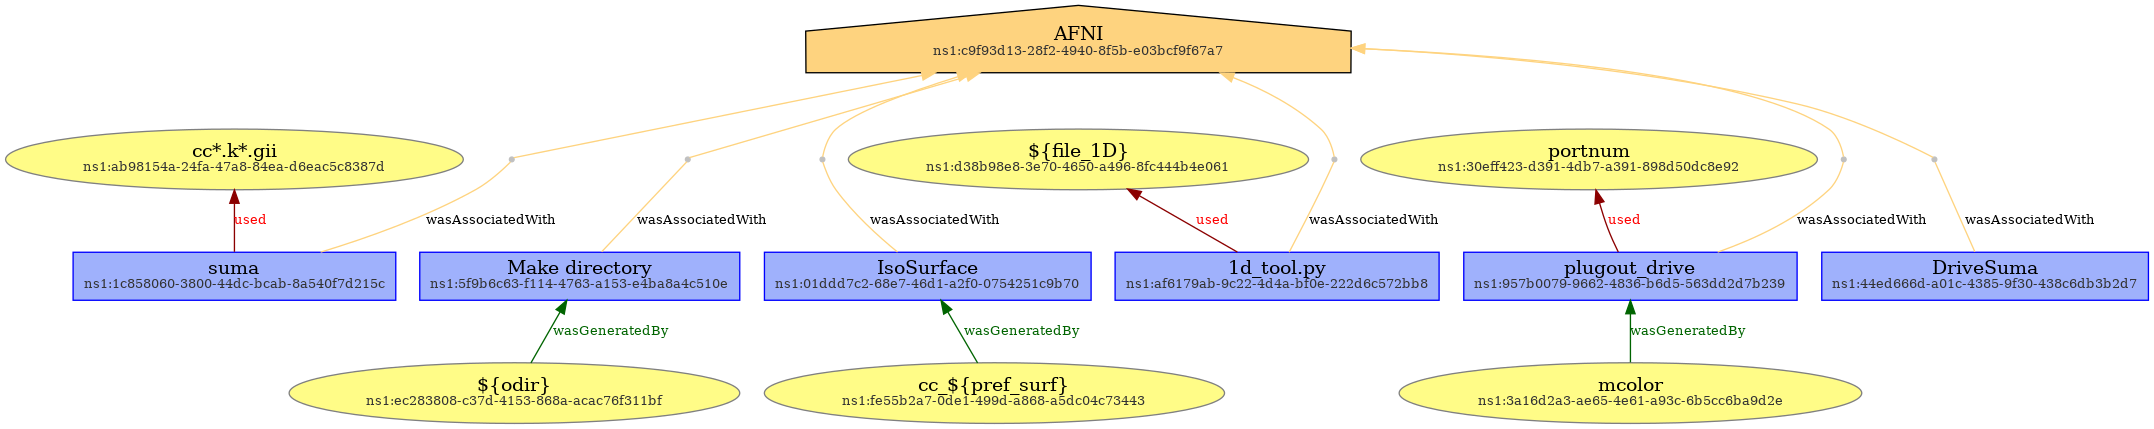 AFNI
ns1:c9f93d13-28f2-4940-8f5b-e03bcf9f67a7
cc*.k*.gii
ns1:ab98154a-24fa-47a8-84ea-d6eac5c8387d
${file_1D}
ns1:d38b98e8-3e70-4650-a496-8fc444b4e061
portnum
ns1:30eff423-d391-4db7-a391-898d50dc8e92
used
wasAssociatedWith
wasAssociatedWith
wasAssociatedWith
used
wasAssociatedWith
used
wasAssociatedWith
wasAssociatedWith
suma
ns1:1c858060-3800-44dc-bcab-8a540f7d215c
Make directory
ns1:5f9b6c63-f114-4763-a153-e4ba8a4c510e
IsoSurface
ns1:01ddd7c2-68e7-46d1-a2f0-0754251c9b70
1d_tool.py
ns1:af6179ab-9c22-4d4a-bf0e-222d6c572bb8
plugout_drive
ns1:957b0079-9662-4836-b6d5-563dd2d7b239
DriveSuma
ns1:44ed666d-a01c-4385-9f30-438c6db3b2d7
wasGeneratedBy
wasGeneratedBy
wasGeneratedBy
${odir}
ns1:ec283808-c37d-4153-868a-acac76f311bf
cc_${pref_surf}
ns1:fe55b2a7-0de1-499d-a868-a5dc04c73443
mcolor
ns1:3a16d2a3-ae65-4e61-a93c-6b5cc6ba9d2e